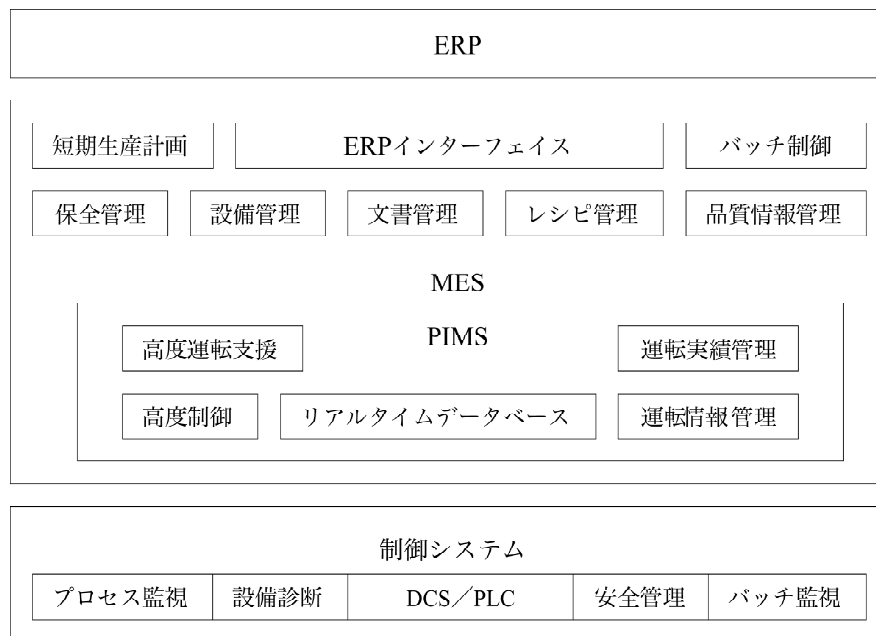 ERP
短期生産計画 ERPインターフェイス バッチ制御
保全管理 設備管理 文書管理 レシピ管理 品質情報管理
MES
PIMS
高度運転支援 運転実績管理
高度制御 リアルタイムデータベース 運転情報管理
制御システム
プロセス監視 設備診断 DCS／PLC 安全管理 バッチ監視